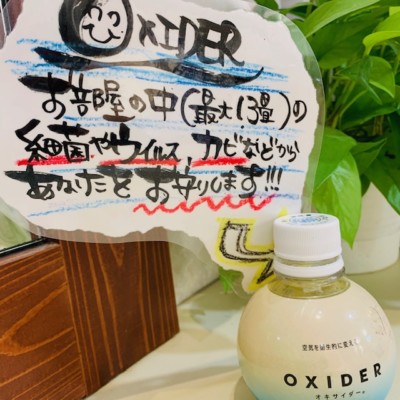 OXIDER
お部屋の中(最大13畳)の
細菌やウイルス,カビなどから
あなたをお守りします!!!
空気を衛生的に変える。
OXIDER
オキサイダー®